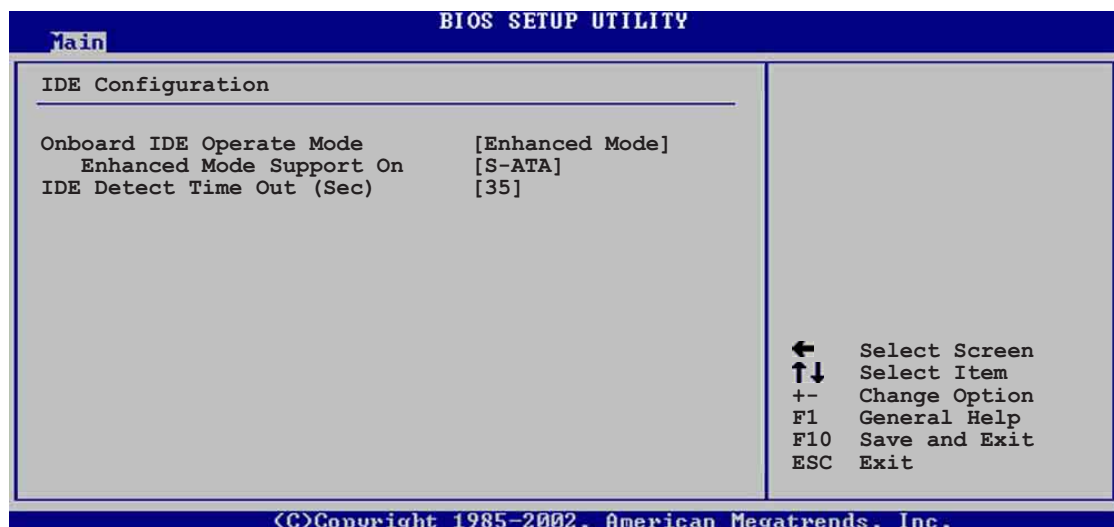 BIOS SETUP UTILITY
Main
IDE Configuration
Onboard IDE Operate Mode [Enhanced Mode]
Enhanced Mode Support On [S-ATA]
IDE Detect Time Out (Sec) [35]
← Select Screen
↑↓ Select Item
+- Change Option
F1 General Help
F10 Save and Exit
ESC Exit
(C)Copyright 1985-2002, American Megatrends, Inc.